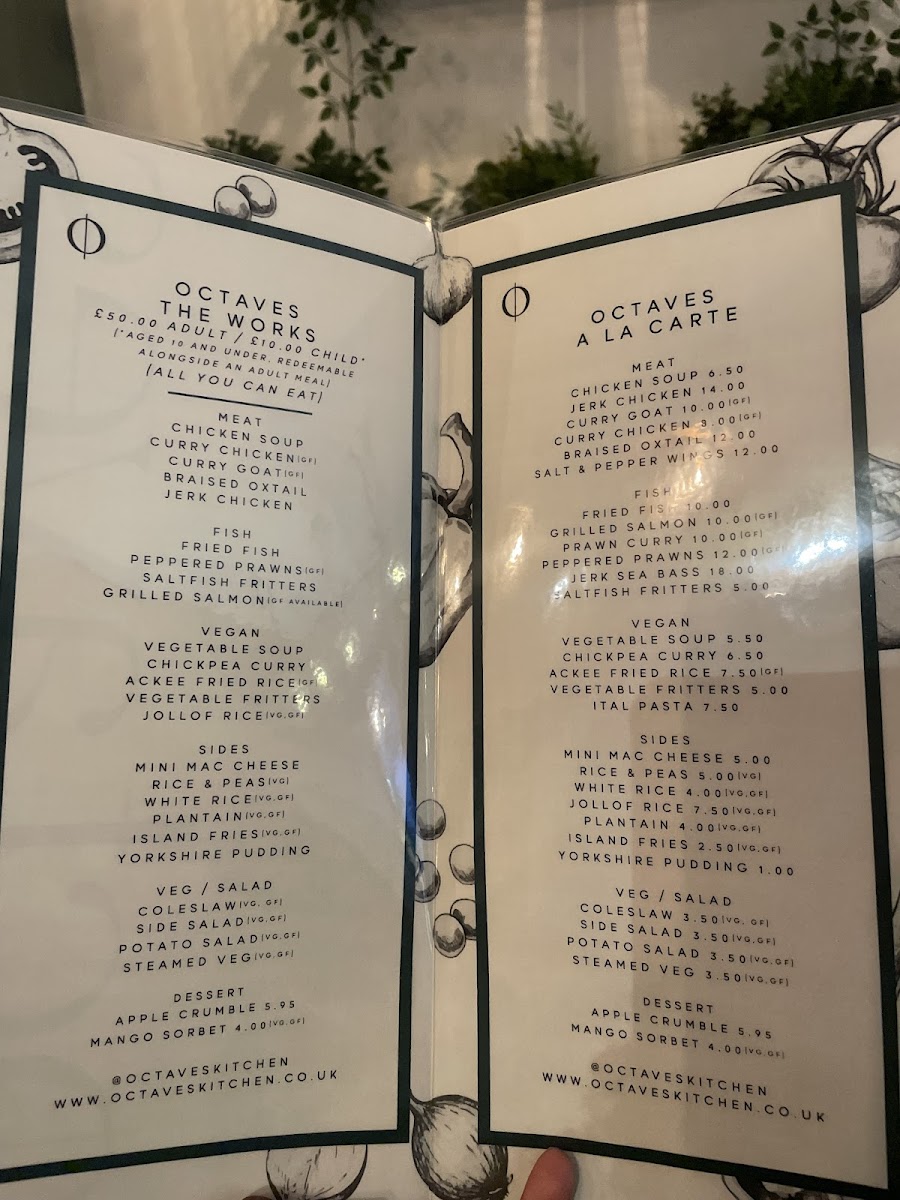 OCTAVES
THE WORKS
£50.00 ADULT / £10.00 CHILD*
(*AGED 10 AND UNDER, REDEEMABLE
ALONGSIDE AN ADULT MEAL)
(ALL YOU CAN EAT)
MEAT
CHICKEN SOUP
CURRY CHICKEN(GF)
CURRY GOAT(GF)
BRAISED OXTAIL
JERK CHICKEN
FISH
FRIED FISH
PEPPERED PRAWNS(GF)
SALTFISH FRITTERS
GRILLED SALMON(GF AVAILABLE)
VEGAN
VEGETABLE SOUP
CHICKPEA CURRY
ACKEE FRIED RICE(GF)
VEGETABLE FRITTERS
JOLLOF RICE(VG,GF)
SIDES
MINI MAC CHEESE
RICE & PEAS(VG)
WHITE RICE(VG,GF)
PLANTAIN(VG,GF)
ISLAND FRIES(VG,GF)
YORKSHIRE PUDDING
VEG / SALAD
COLESLAW(VG, GF)
SIDE SALAD(VG,GF)
POTATO SALAD(VG,GF)
STEAMED VEG(VG,GF)
DESSERT
APPLE CRUMBLE 5.95
MANGO SORBET 4.00(VG,GF)
@OCTAVESKITCHEN
WWW.OCTAVESKITCHEN.CO.UK
OCTAVES
A LA CARTE
MEAT
CHICKEN SOUP 6.50
JERK CHICKEN 14.00
CURRY GOAT 10.00(GF)
CURRY CHICKEN 8.00(GF)
BRAISED OXTAIL 12.00
SALT & PEPPER WINGS 12.00
FISH
FRIED FISH 10.00
GRILLED SALMON 10.00(GF)
PRAWN CURRY 10.00(GF)
PEPPERED PRAWNS 12.00(GF)
JERK SEA BASS 18.00
SALTFISH FRITTERS 5.00
VEGAN
VEGETABLE SOUP 5.50
CHICKPEA CURRY 6.50
ACKEE FRIED RICE 7.50(GF)
VEGETABLE FRITTERS 5.00
ITAL PASTA 7.50
SIDES
MINI MAC CHEESE 5.00
RICE & PEAS 5.00(VG)
WHITE RICE 4.00(VG,GF)
JOLLOF RICE 7.50(VG,GF)
PLANTAIN 4.00(VG,GF)
ISLAND FRIES 2.50(VG,GF)
YORKSHIRE PUDDING 1.00
VEG / SALAD
COLESLAW 3.50(VG, GF)
SIDE SALAD 3.50(VG,GF)
POTATO SALAD 3.50(VG,GF)
STEAMED VEG 3.50(VG,GF)
DESSERT
APPLE CRUMBLE 5.95
MANGO SORBET 4.00(VG,GF)
@OCTAVESKITCHEN
WWW.OCTAVESKITCHEN.CO.UK